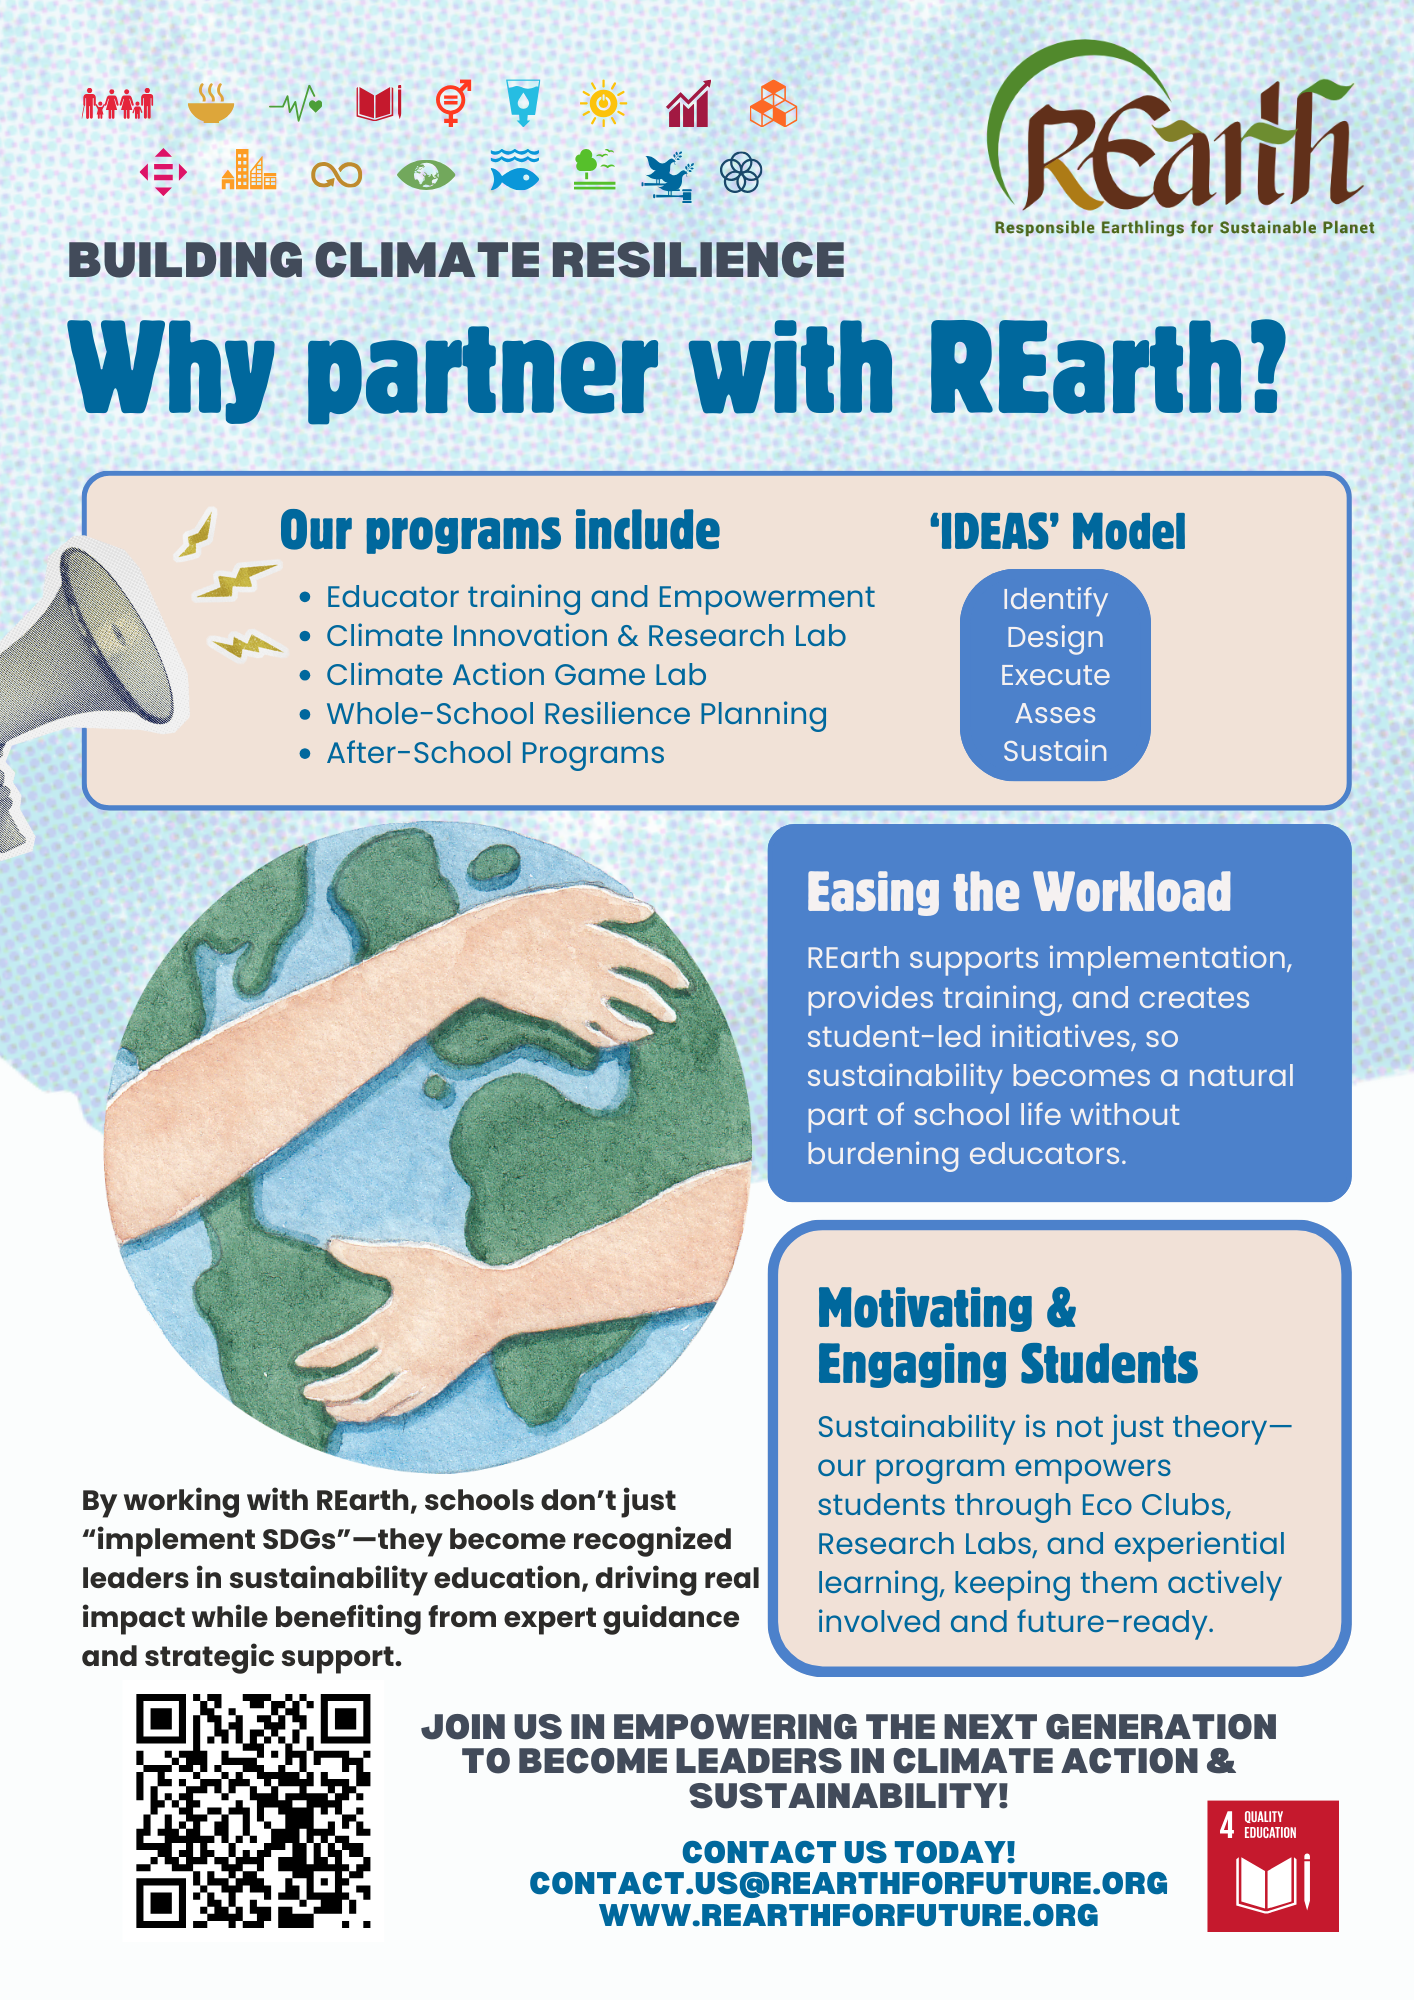 REarth
Responsible Earthlings for Sustainable Planet
BUILDING CLIMATE RESILIENCE
Why partner with REarth?
Our programs include
• Educator training and Empowerment
• Climate Innovation & Research Lab
• Climate Action Game Lab
• Whole-School Resilience Planning
• After-School Programs
‘IDEAS’ Model
Identify
Design
Execute
Asses
Sustain
Easing the Workload
REarth supports implementation,
provides training, and creates
student-led initiatives, so
sustainability becomes a natural
part of school life without
burdening educators.
Motivating &
Engaging Students
Sustainability is not just theory—
our program empowers
students through Eco Clubs,
Research Labs, and experiential
learning, keeping them actively
involved and future-ready.
By working with REarth, schools don’t just
“implement SDGs”—they become recognized
leaders in sustainability education, driving real
impact while benefiting from expert guidance
and strategic support.
JOIN US IN EMPOWERING THE NEXT GENERATION
TO BECOME LEADERS IN CLIMATE ACTION &
SUSTAINABILITY!
CONTACT US TODAY!
CONTACT.US@REARTHFORFUTURE.ORG
WWW.REARTHFORFUTURE.ORG
4 QUALITY
EDUCATION